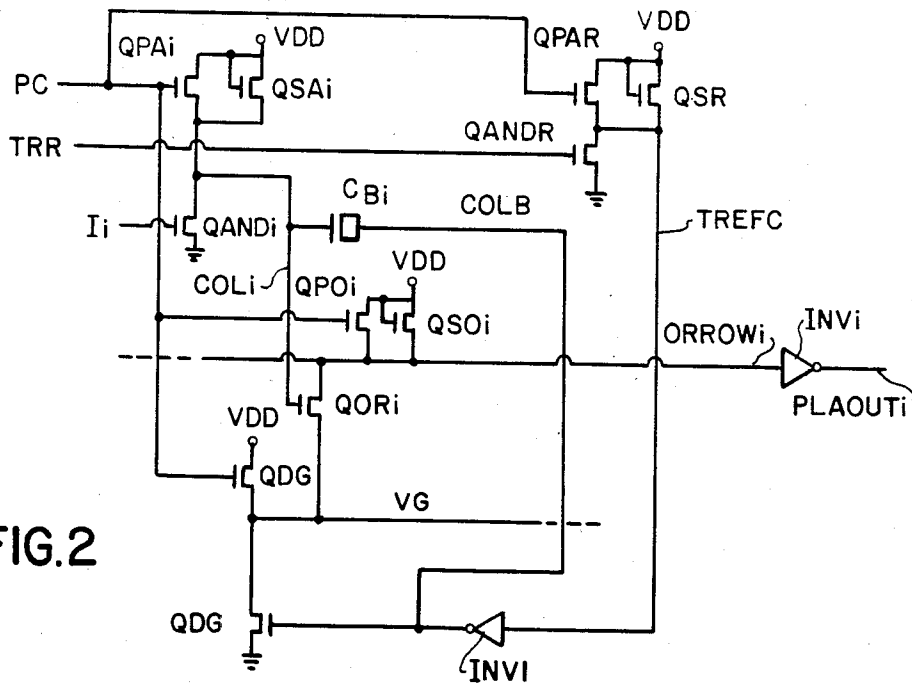 VDD
QPAi
QPAR
VDD
QSAi
PC
QSR
QANDR
TRR
CBi
COLB
TREFC
Ii
QANDi
VDD
COLi
QPOi
QSOi
INVi
ORROWi
PLAOUTi
QORi
VDD
QDG
VG
FIG.2
QDG
INVI